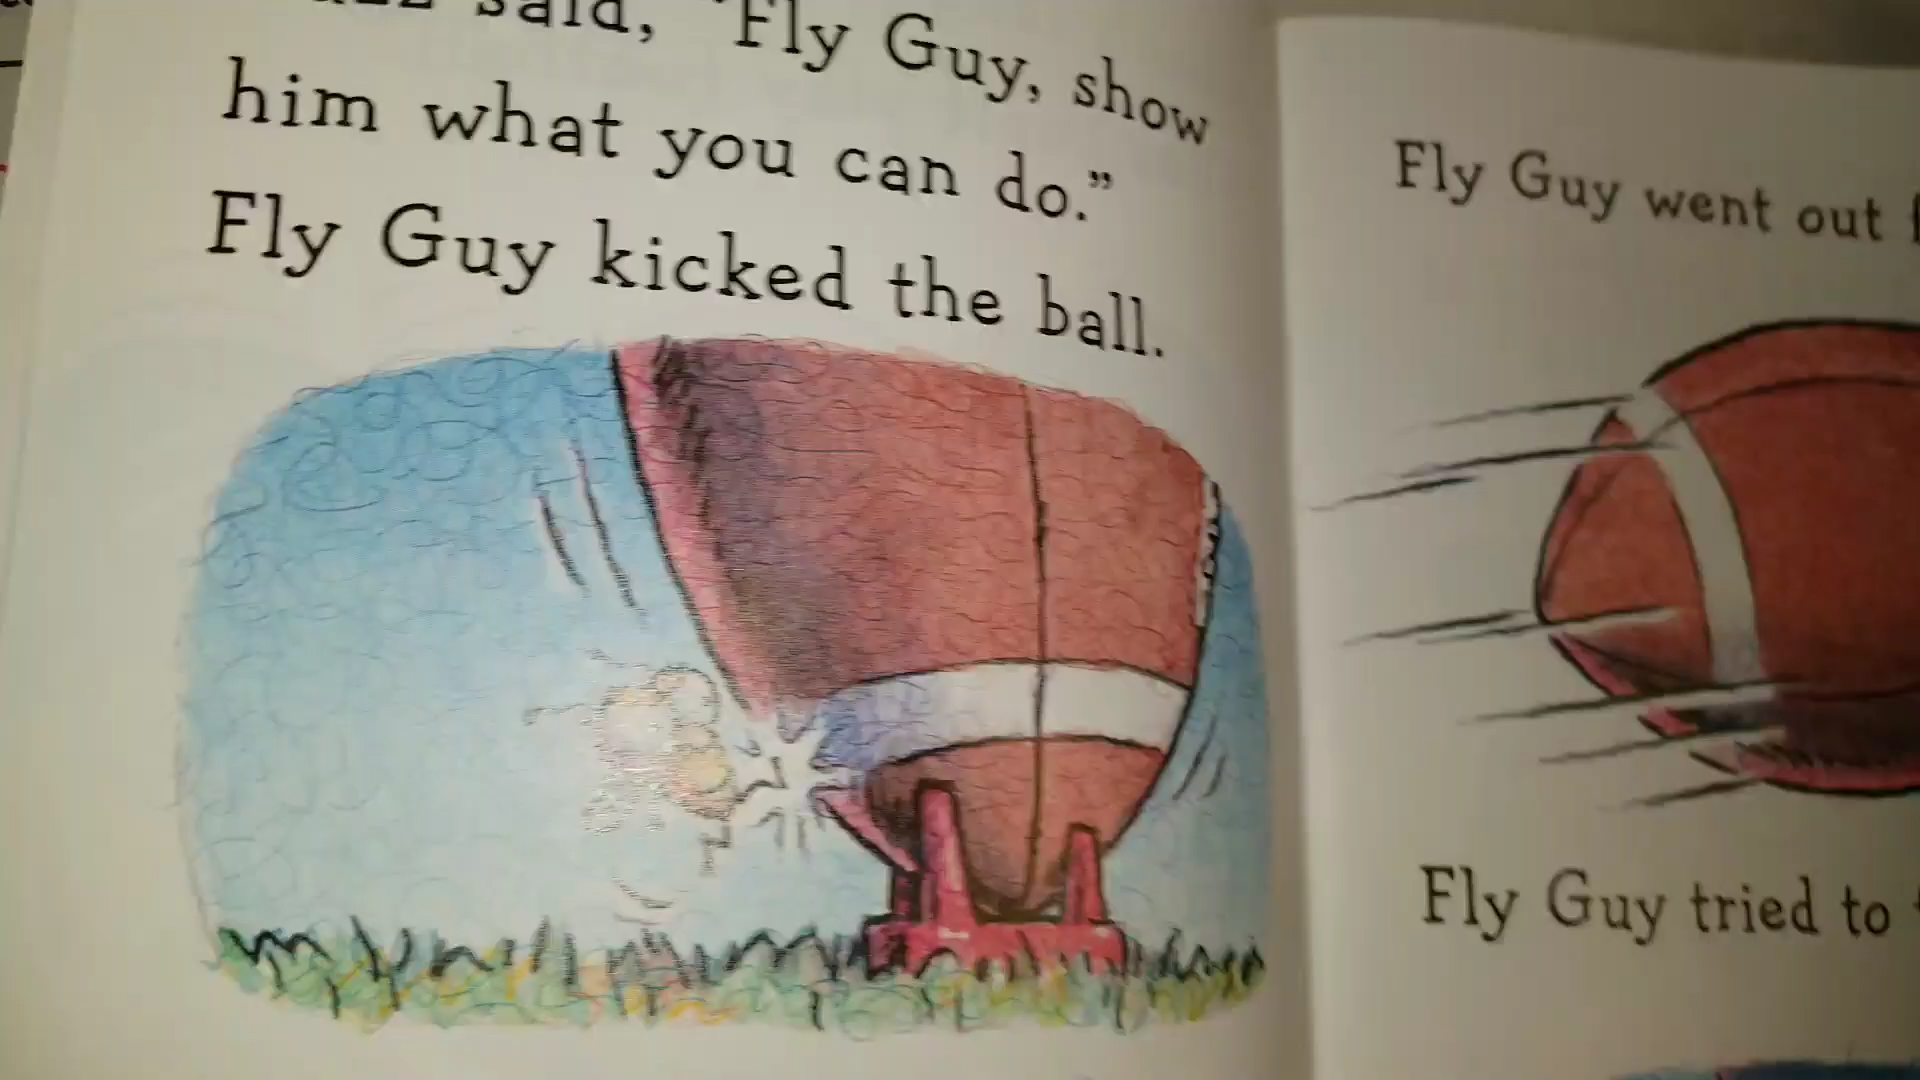 said, "Fly Guy, show
him what you can do."
Fly Guy kicked the ball.
Fly Guy went out
Fly Guy tried to